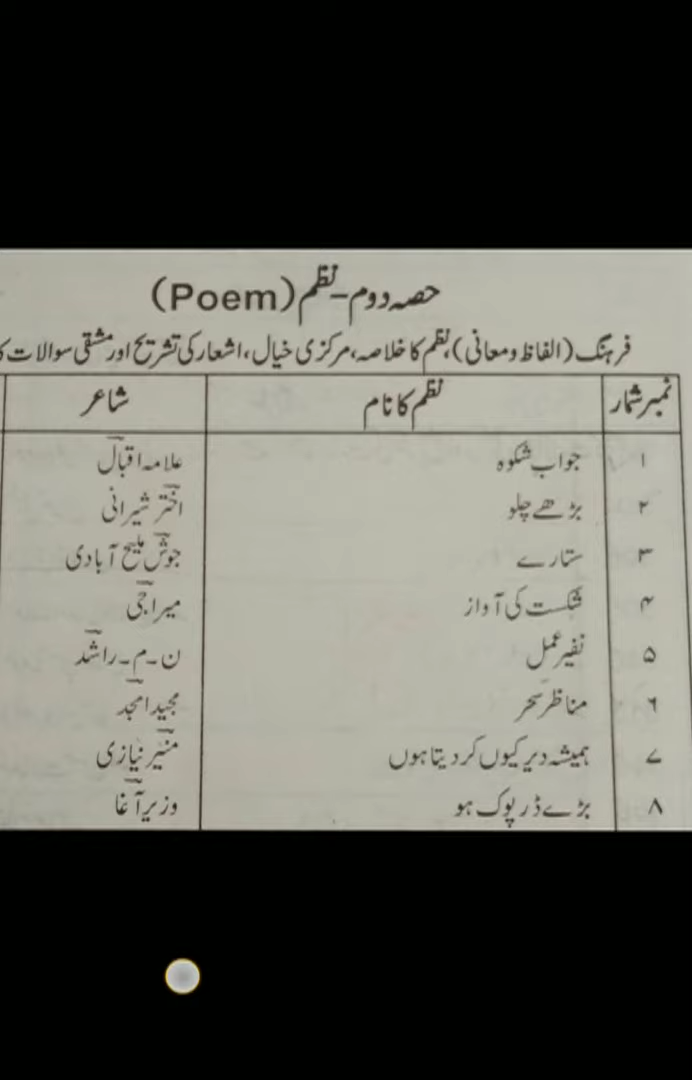 حصہ دوم-نظم (Poem)
فرہنگ (الفاظ و معانی)، نظم کا خلاصہ، مرکزی خیال، اشعار کی تشریح اور مشقی سوالات
نمبر شمار نظم کا نام شاعر
۱ جواب شکوہ علامہ اقبال
۲ بڑھے چلو اختر شیرانی
۳ ستارے جوش ملیح آبادی
۴ شکست کی آواز میراجی
۵ نفیر عمل ن-م-راشد
۶ مناظر سحر مجید امجد
۷ ہمیشہ دیر کیوں کر دیتا ہوں منیر نیازی
۸ بڑے ڈرپوک ہو وزیر آغا